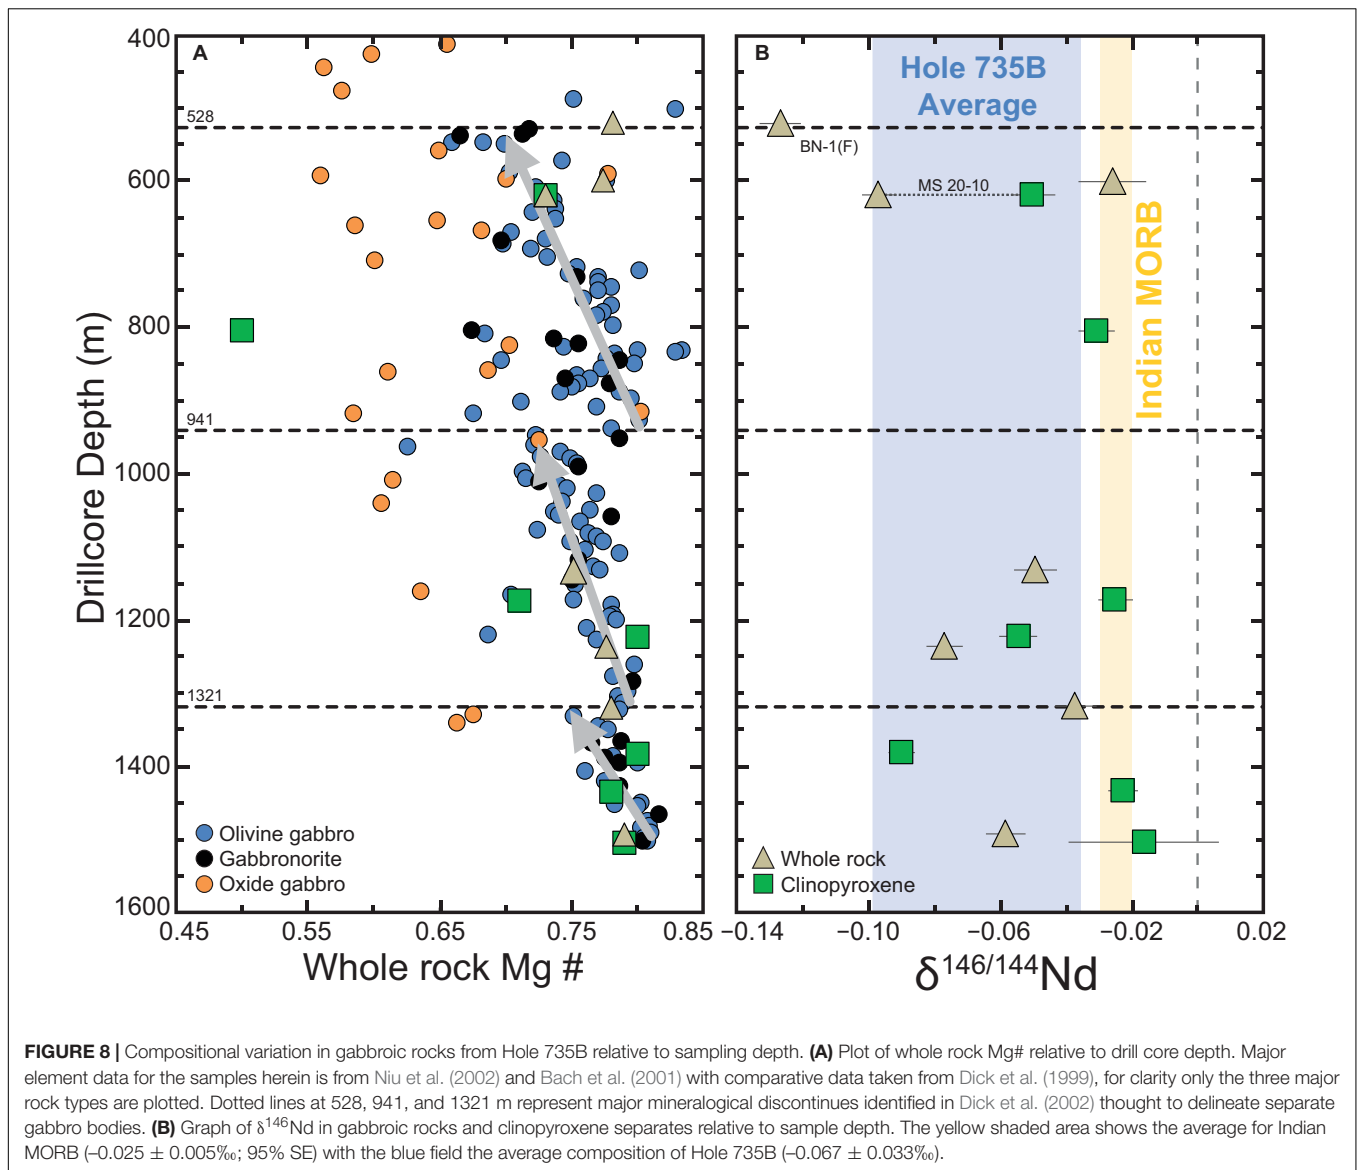 A
B
400
600
800
1000
1200
1400
1600
Drillcore Depth (m)
528
941
1321
Olivine gabbro
Gabbronorite
Oxide gabbro
0.45
0.55
0.65
0.75
0.85
Whole rock Mg #
Hole 735B
Average
BN-1(F)
MS 20-10
Indian MORB
Whole rock
Clinopyroxene
−0.14
−0.10
−0.06
−0.02
0.02
δ146/144Nd
FIGURE 8 | Compositional variation in gabbroic rocks from Hole 735B relative to sampling depth. (A) Plot of whole rock Mg# relative to drill core depth. Major
element data for the samples herein is from Niu et al. (2002) and Bach et al. (2001) with comparative data taken from Dick et al. (1999), for clarity only the three major
rock types are plotted. Dotted lines at 528, 941, and 1321 m represent major mineralogical discontinues identified in Dick et al. (2002) thought to delineate separate
gabbro bodies. (B) Graph of δ146Nd in gabbroic rocks and clinopyroxene separates relative to sample depth. The yellow shaded area shows the average for Indian
MORB (–0.025 ± 0.005‰; 95% SE) with the blue field the average composition of Hole 735B (–0.067 ± 0.033‰).